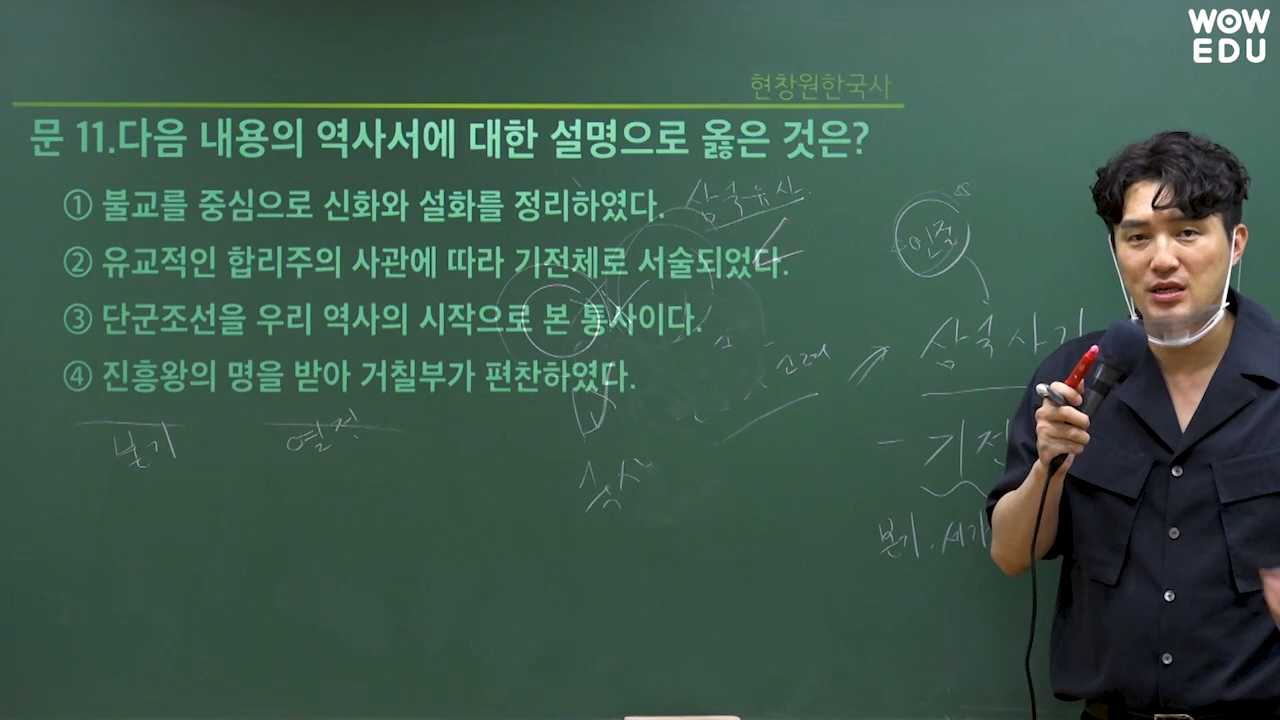 WOW
EDU
현창원한국사
문 11.다음 내용의 역사서에 대한 설명으로 옳은 것은?
① 불교를 중심으로 신화와 설화를 정리하였다.
삼국유사
② 유교적인 합리주의 사관에 따라 기전체로 서술되었다.
인종
③ 단군조선을 우리 역사의 시작으로 본 통사이다.
삼국사기
고려
④ 진흥왕의 명을 받아 거칠부가 편찬하였다.
본기 열전
- 기전
본기 . 세가